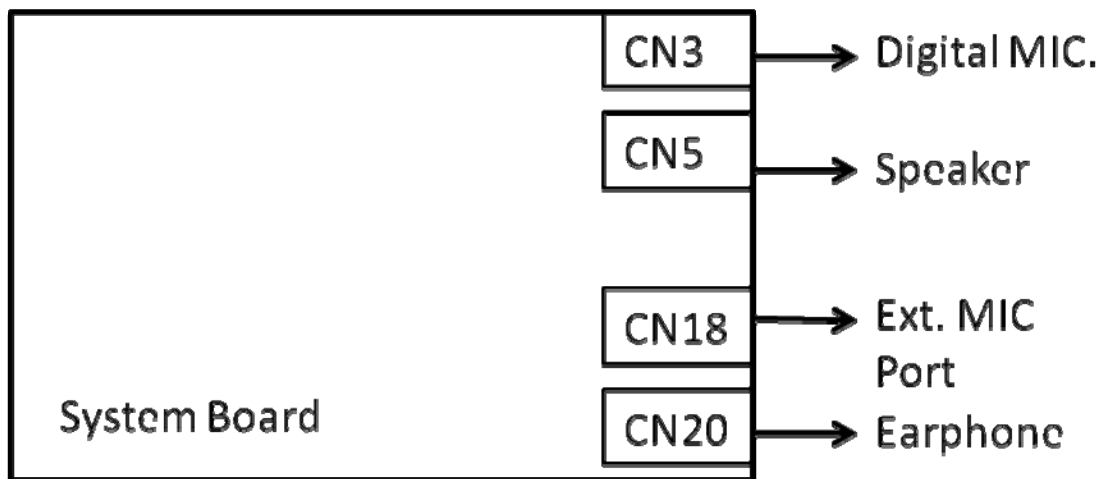 CN3
Digital MIC.
CN5
Speaker
CN18
Ext. MIC
Port
System Board
CN20
Earphone